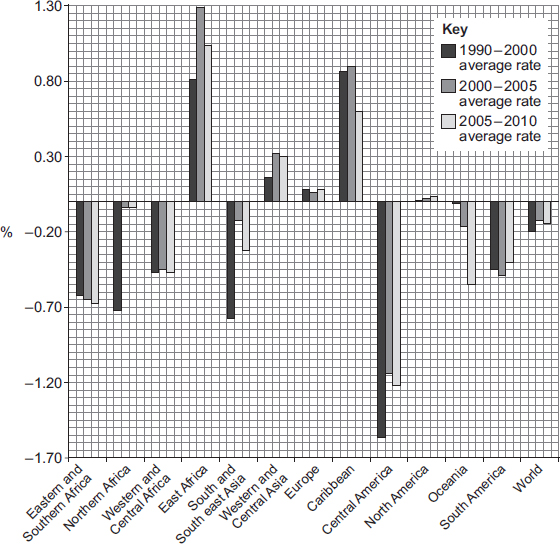 1.30
0.80
0.30
−0.20
−0.70
−1.20
−1.70
%
Key
1990–2000
average rate
2000–2005
average rate
2005–2010
average rate
Eastern and
Southern Africa
Northern Africa
Western and
Central Africa
East Africa
South and
South east Asia
Western and
Central Asia
Europe
Caribbean
Central America
North America
Oceania
South America
World